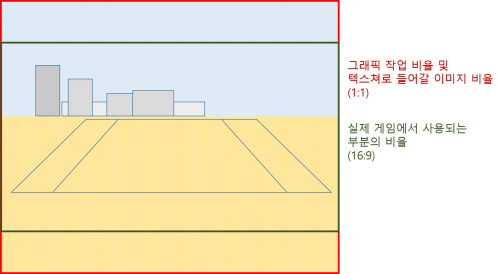 그래픽 작업 비율 및
텍스쳐로 들어갈 이미지 비율
(1:1)
실제 게임에서 사용되는
부분의 비율
(16:9)